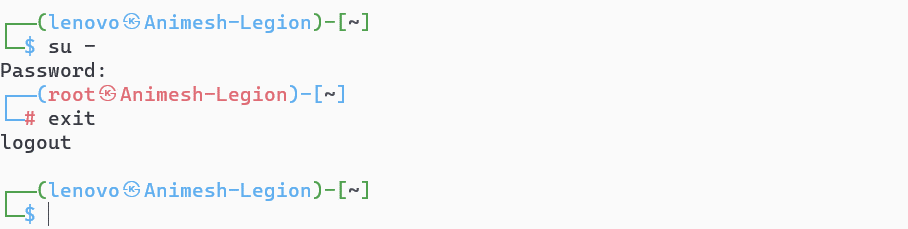 ┌──(lenovo㉿Animesh-Legion)-[~]
└─$ su -
Password:
┌──(root㉿Animesh-Legion)-[~]
└─# exit
logout
┌──(lenovo㉿Animesh-Legion)-[~]
└─$